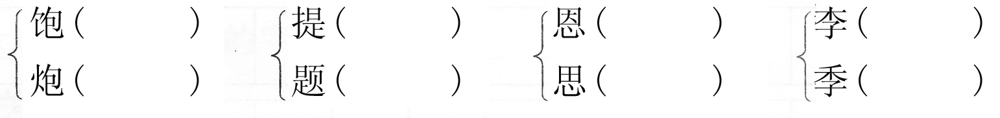 饱（ ） 提（ ） 恩（ ） 李（ ）
炮（ ） 题（ ） 思（ ） 季（ ）